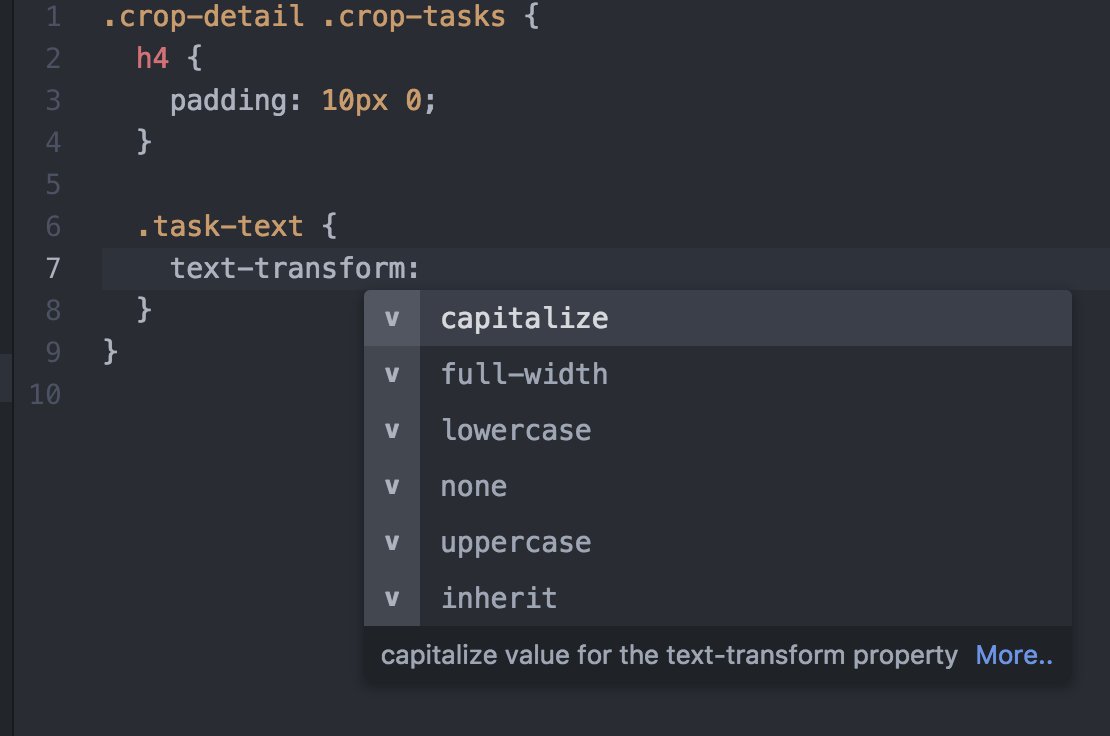 1 .crop-detail .crop-tasks {
2 h4 {
3 padding: 10px 0;
4 }
5
6 .task-text {
7 text-transform:
8 }
9 }
10
v capitalize
v full-width
v lowercase
v none
v uppercase
v inherit
capitalize value for the text-transform property More..